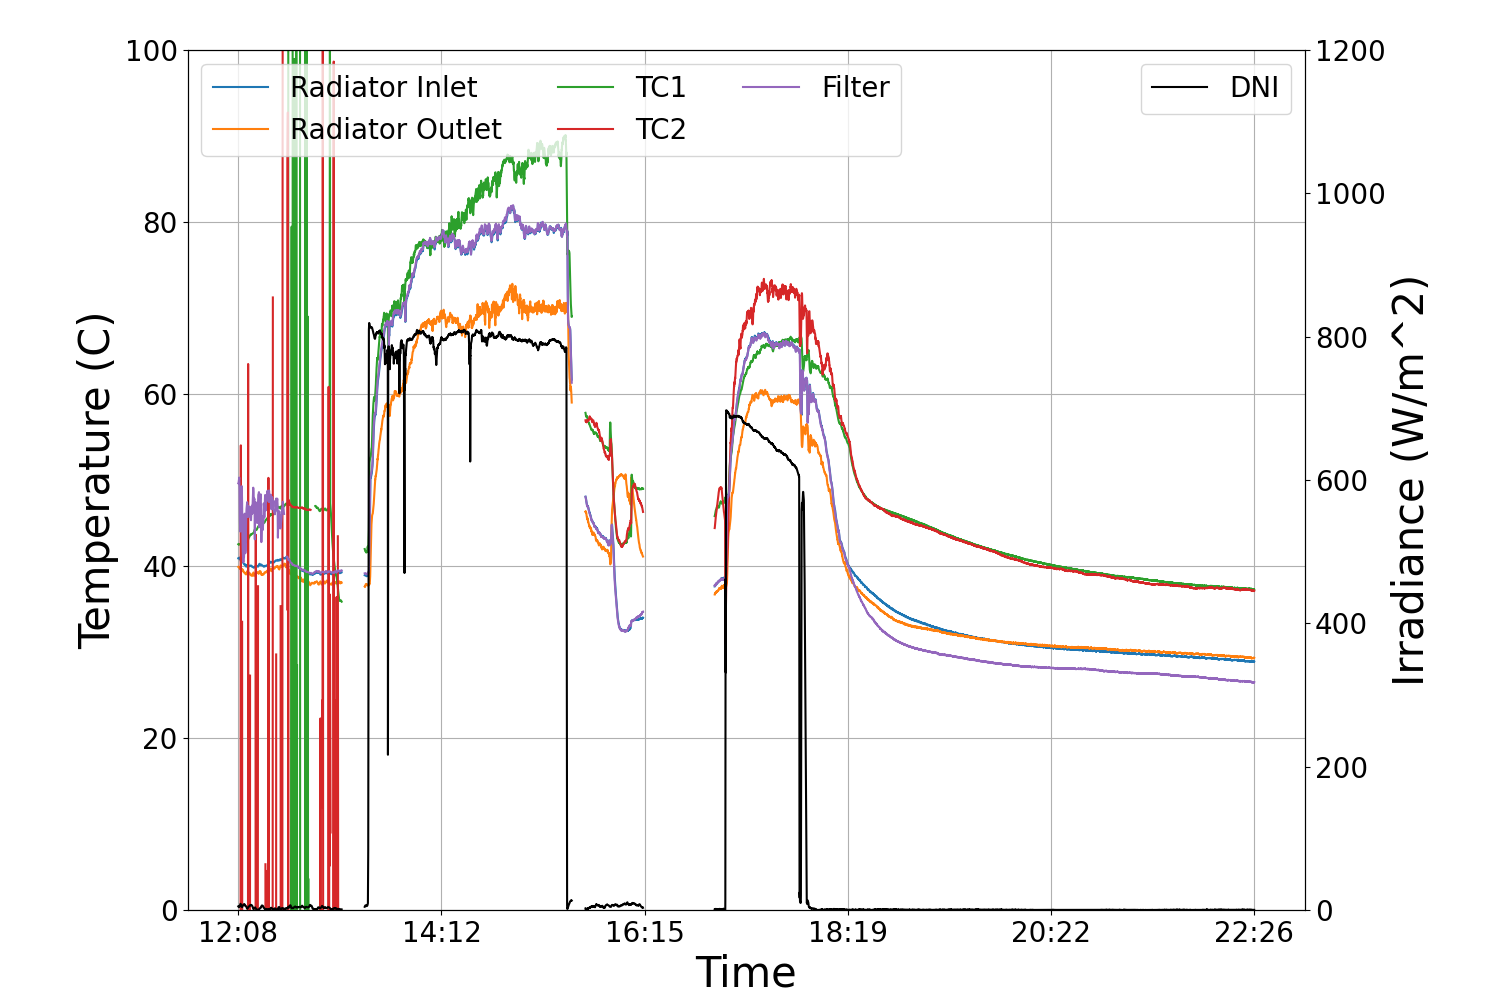 100
80
60
40
20
0
Temperature (C)
Radiator Inlet
Radiator Outlet
TC1
TC2
Filter
DNI
1200
1000
800
600
400
200
0
Irradiance (W/m^2)
12:08
14:12
16:15
18:19
20:22
22:26
Time